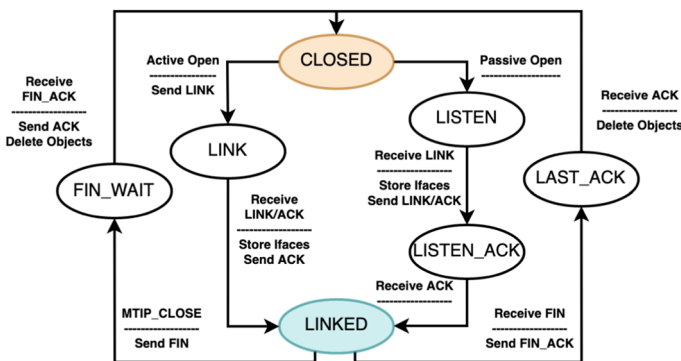 Active Open
------------------
Send LINK
CLOSED
Passive Open
------------------
Receive
FIN_ACK
------------------
Send ACK
Delete Objects
Receive ACK
------------------
Delete Objects
LISTEN
LINK
Receive LINK
------------------
Store Ifaces
Send LINK/ACK
FIN_WAIT
LAST_ACK
Receive
LINK/ACK
------------------
Store Ifaces
Send ACK
LISTEN_ACK
Receive ACK
------------------
MTIP_CLOSE
------------------
Send FIN
LINKED
Receive FIN
------------------
Send FIN_ACK